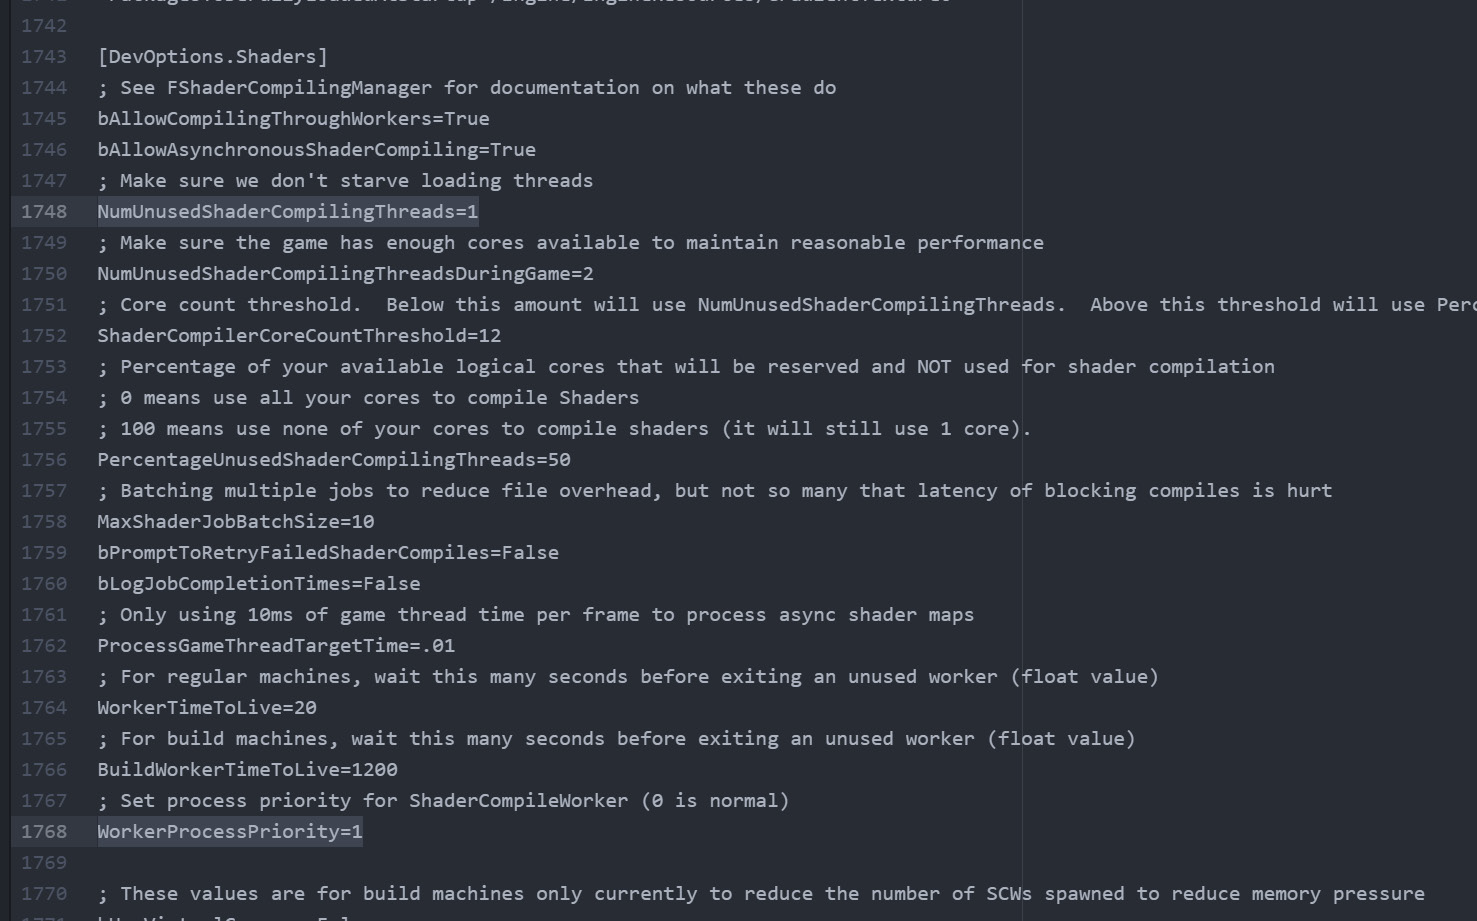 1742
1743 [DevOptions.Shaders]
1744 ; See FShaderCompilingManager for documentation on what these do
1745 bAllowCompilingThroughWorkers=True
1746 bAllowAsynchronousShaderCompiling=True
1747 ; Make sure we don't starve loading threads
1748 NumUnusedShaderCompilingThreads=1
1749 ; Make sure the game has enough cores available to maintain reasonable performance
1750 NumUnusedShaderCompilingThreadsDuringGame=2
1751 ; Core count threshold.  Below this amount will use NumUnusedShaderCompilingThreads.  Above this threshold will use Perc
1752 ShaderCompilerCoreCountThreshold=12
1753 ; Percentage of your available logical cores that will be reserved and NOT used for shader compilation
1754 ; 0 means use all your cores to compile Shaders
1755 ; 100 means use none of your cores to compile shaders (it will still use 1 core).
1756 PercentageUnusedShaderCompilingThreads=50
1757 ; Batching multiple jobs to reduce file overhead, but not so many that latency of blocking compiles is hurt
1758 MaxShaderJobBatchSize=10
1759 bPromptToRetryFailedShaderCompiles=False
1760 bLogJobCompletionTimes=False
1761 ; Only using 10ms of game thread time per frame to process async shader maps
1762 ProcessGameThreadTargetTime=.01
1763 ; For regular machines, wait this many seconds before exiting an unused worker (float value)
1764 WorkerTimeToLive=20
1765 ; For build machines, wait this many seconds before exiting an unused worker (float value)
1766 BuildWorkerTimeToLive=1200
1767 ; Set process priority for ShaderCompileWorker (0 is normal)
1768 WorkerProcessPriority=1
1769
1770 ; These values are for build machines only currently to reduce the number of SCWs spawned to reduce memory pressure